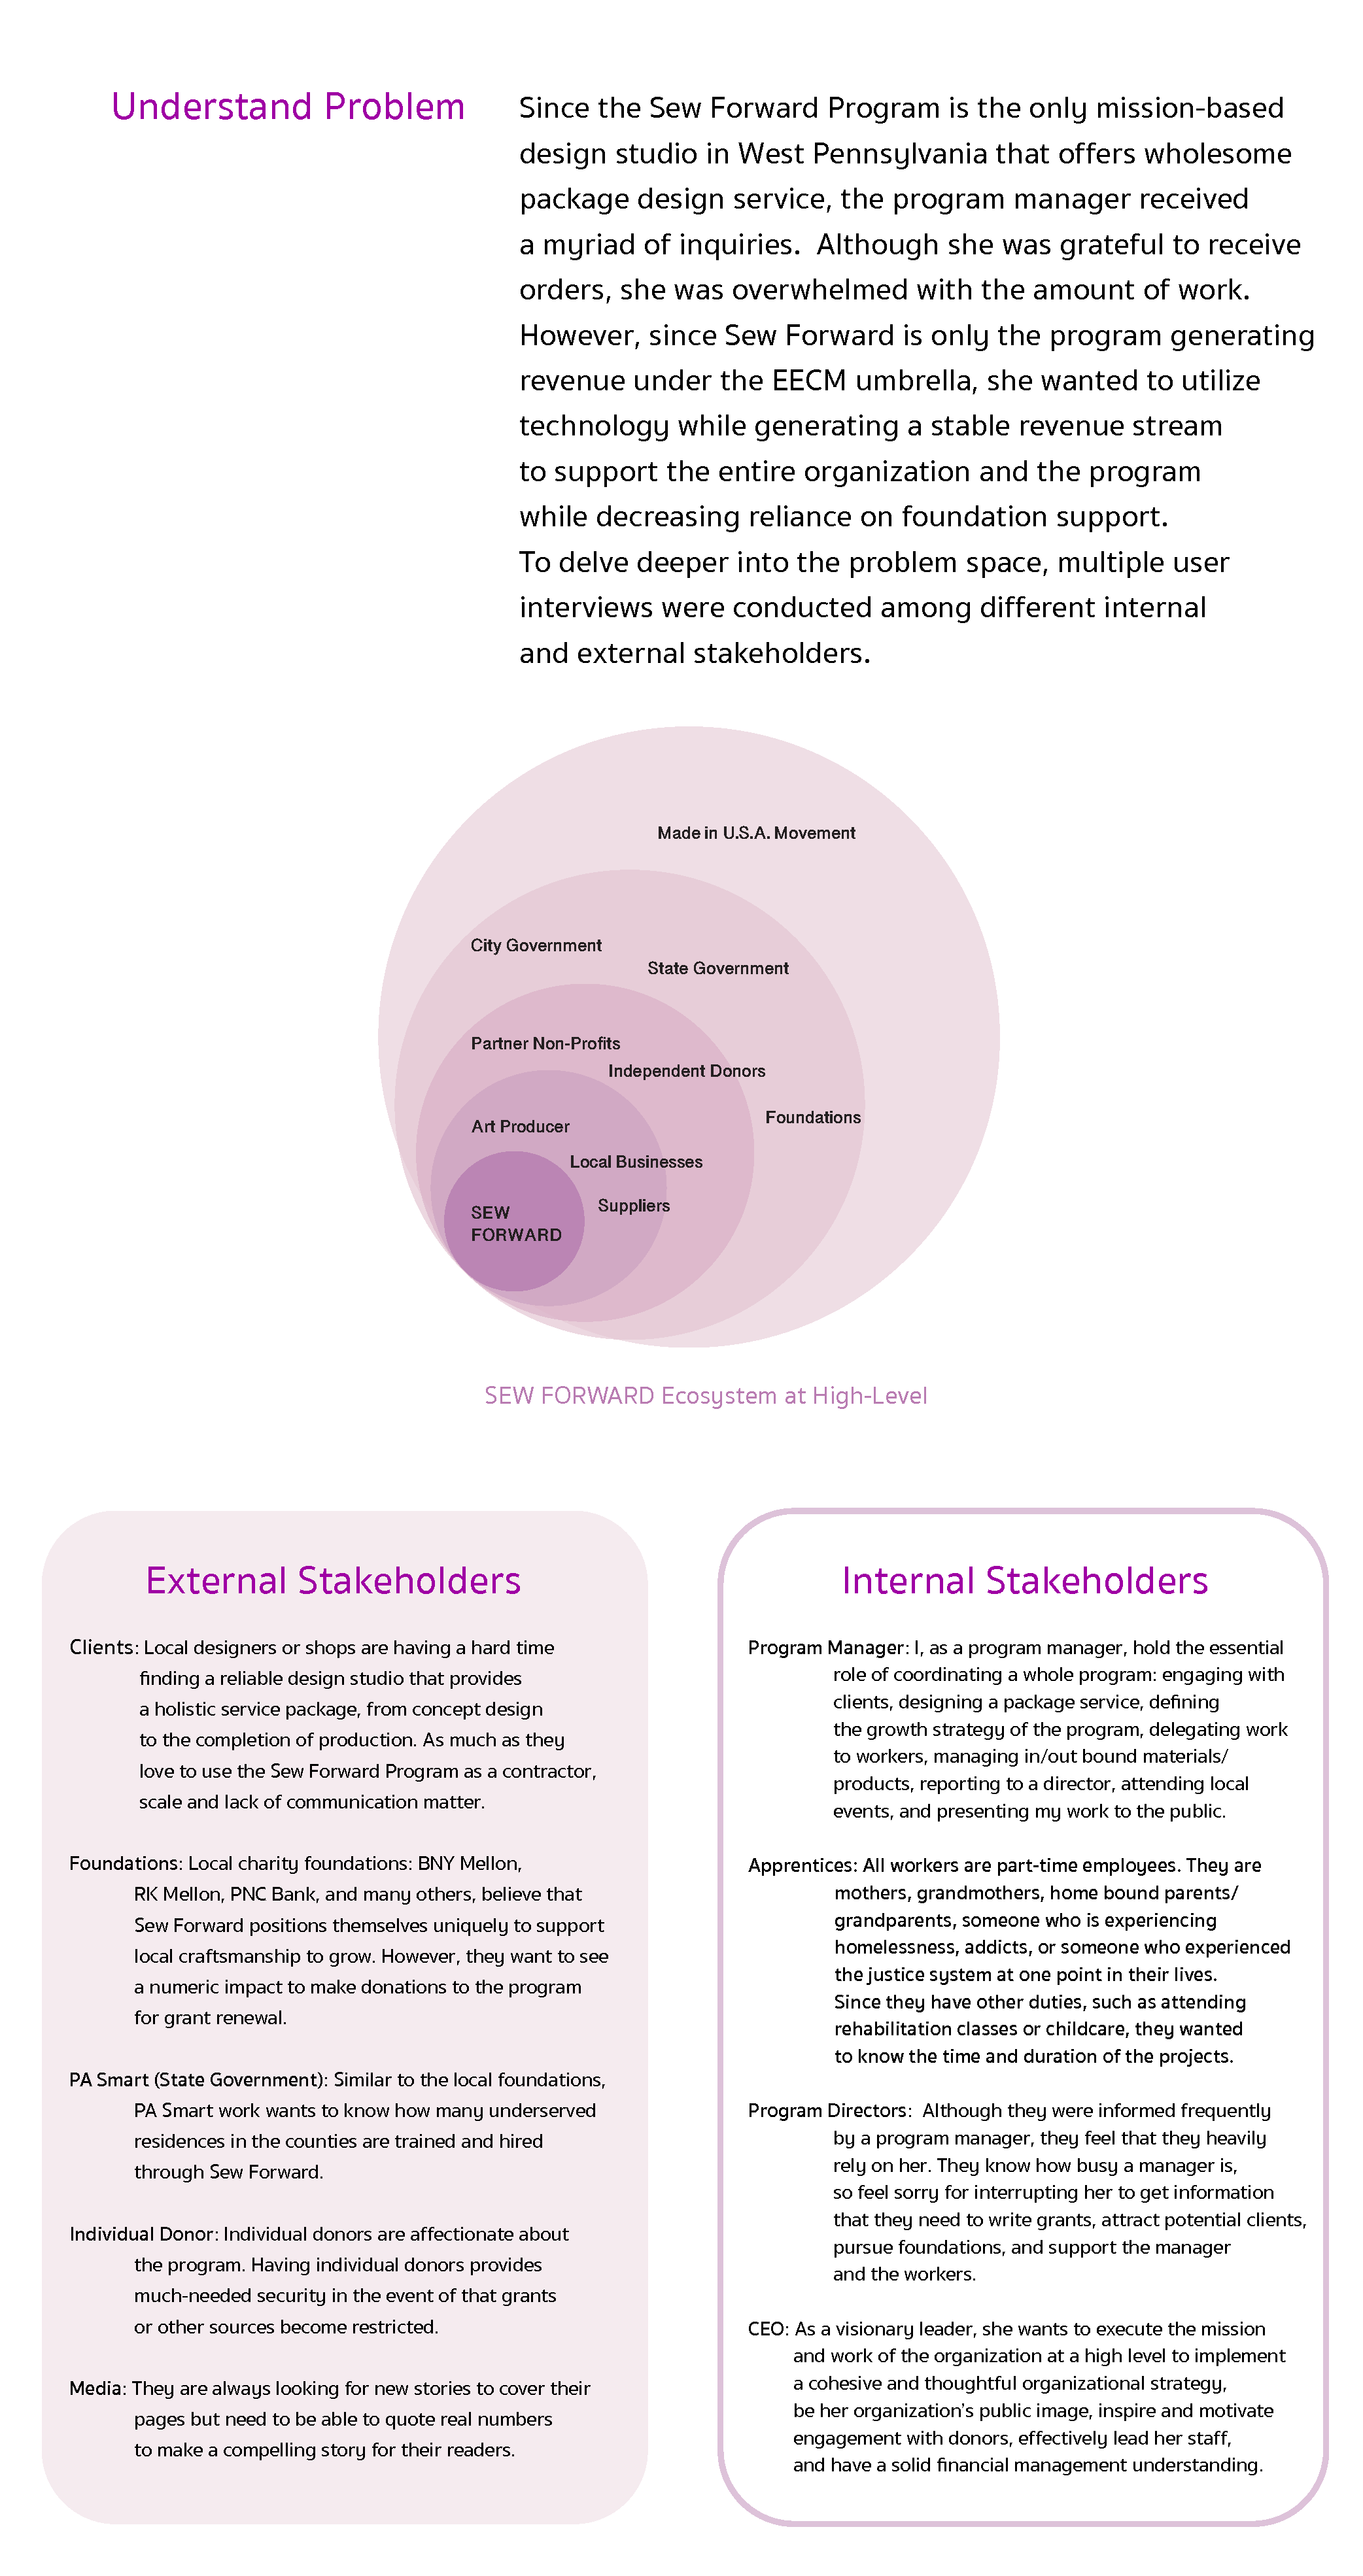 Understand Problem
Since the Sew Forward Program is the only mission-based
design studio in West Pennsylvania that offers wholesome
package design service, the program manager received
a myriad of inquiries.  Although she was grateful to receive
orders, she was overwhelmed with the amount of work.
However, since Sew Forward is only the program generating
revenue under the EECM umbrella, she wanted to utilize
technology while generating a stable revenue stream
to support the entire organization and the program
while decreasing reliance on foundation support.
To delve deeper into the problem space, multiple user
interviews were conducted among different internal
and external stakeholders.
Made in U.S.A. Movement
City Government
State Government
Partner Non-Profits
Independent Donors
Foundations
Art Producer
Local Businesses
Suppliers
SEW
FORWARD
SEW FORWARD Ecosystem at High-Level
External Stakeholders
Clients: Local designers or shops are having a hard time
finding a reliable design studio that provides
a holistic service package, from concept design
to the completion of production. As much as they
love to use the Sew Forward Program as a contractor,
scale and lack of communication matter.
Foundations: Local charity foundations: BNY Mellon,
RK Mellon, PNC Bank, and many others, believe that
Sew Forward positions themselves uniquely to support
local craftsmanship to grow. However, they want to see
a numeric impact to make donations to the program
for grant renewal.
PA Smart (State Government): Similar to the local foundations,
PA Smart work wants to know how many underserved
residences in the counties are trained and hired
through Sew Forward.
Individual Donor: Individual donors are affectionate about
the program. Having individual donors provides
much-needed security in the event of that grants
or other sources become restricted.
Media: They are always looking for new stories to cover their
pages but need to be able to quote real numbers
to make a compelling story for their readers.
Internal Stakeholders
Program Manager: I, as a program manager, hold the essential
role of coordinating a whole program: engaging with
clients, designing a package service, defining
the growth strategy of the program, delegating work
to workers, managing in/out bound materials/
products, reporting to a director, attending local
events, and presenting my work to the public.
Apprentices: All workers are part-time employees. They are
mothers, grandmothers, home bound parents/
grandparents, someone who is experiencing
homelessness, addicts, or someone who experienced
the justice system at one point in their lives.
Since they have other duties, such as attending
rehabilitation classes or childcare, they wanted
to know the time and duration of the projects.
Program Directors:  Although they were informed frequently
by a program manager, they feel that they heavily
rely on her. They know how busy a manager is,
so feel sorry for interrupting her to get information
that they need to write grants, attract potential clients,
pursue foundations, and support the manager
and the workers.
CEO: As a visionary leader, she wants to execute the mission
and work of the organization at a high level to implement
a cohesive and thoughtful organizational strategy,
be her organization's public image, inspire and motivate
engagement with donors, effectively lead her staff,
and have a solid financial management understanding.